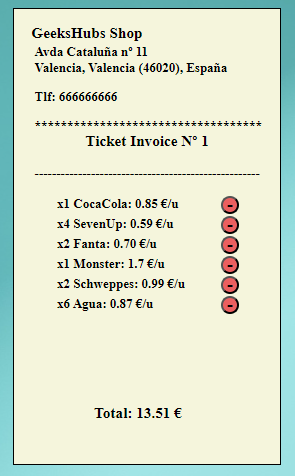 GeeksHubs Shop
Avda Cataluña nº 11
Valencia, Valencia (46020), España
Tlf: 666666666
***********************************
Ticket Invoice Nº 1
----------------------------------------------------
x1 CocaCola: 0.85 €/u -
x4 SevenUp: 0.59 €/u -
x2 Fanta: 0.70 €/u -
x1 Monster: 1.7 €/u -
x2 Schweppes: 0.99 €/u -
x6 Agua: 0.87 €/u -
Total: 13.51 €